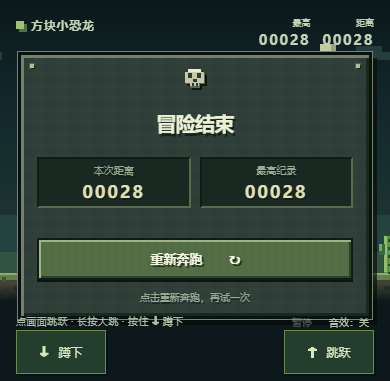 方块小恐龙
最高 距离
00028 00028
冒险结束
本次距离 最高纪录
00028 00028
重新奔跑 ↻
点击重新奔跑，再试一次
点画面跳跃·长按大跳·按住↓蹲下 暂停 音效：关
↓ 蹲下 ↑ 跳跃